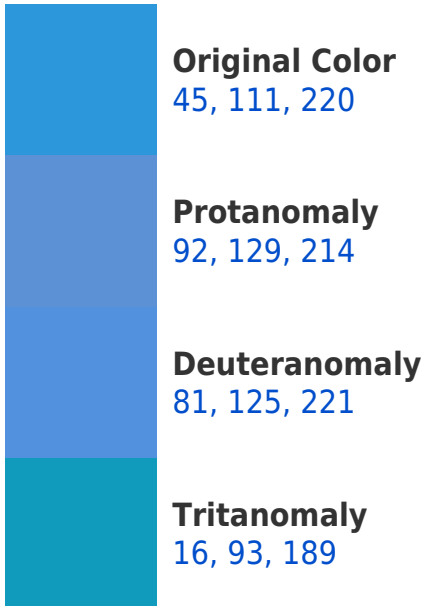 Original Color
45, 111, 220
Protanomaly
92, 129, 214
Deuteranomaly
81, 125, 221
Tritanomaly
16, 93, 189